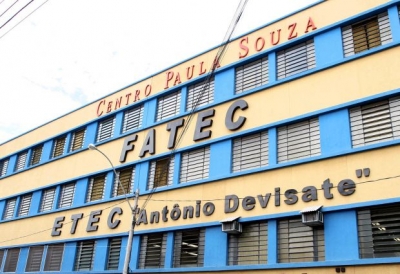 CENTRO PAULA SOUZA
FATEC
ETEC "Antônio Devisate"